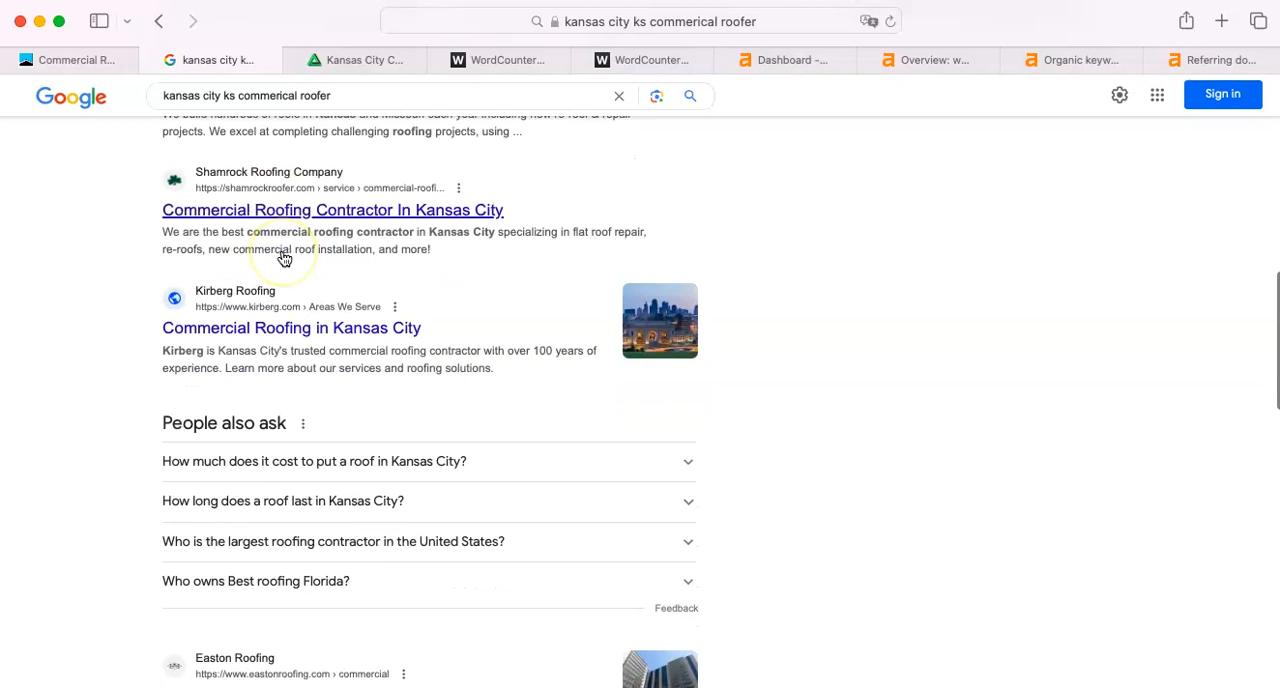 kansas city ks commerical roofer
Commercial R...
kansas city k...
Kansas City C...
WordCounter...
WordCounter...
Dashboard -...
Overview: w...
Organic keyw...
Referring do...
Google
kansas city ks commerical roofer
Sign in
projects. We excel at completing challenging roofing projects, using ...
Shamrock Roofing Company
https://shamrockroofer.com › service › commercial-roofi...
Commercial Roofing Contractor In Kansas City
We are the best commercial roofing contractor in Kansas City specializing in flat roof repair,
re-roofs, new commercial roof installation, and more!
Kirberg Roofing
https://www.kirberg.com › Areas We Serve
Commercial Roofing in Kansas City
Kirberg is Kansas City's trusted commercial roofing contractor with over 100 years of
experience. Learn more about our services and roofing solutions.
People also ask
How much does it cost to put a roof in Kansas City?
How long does a roof last in Kansas City?
Who is the largest roofing contractor in the United States?
Who owns Best roofing Florida?
Feedback
Easton Roofing
https://www.eastonroofing.com › commercial